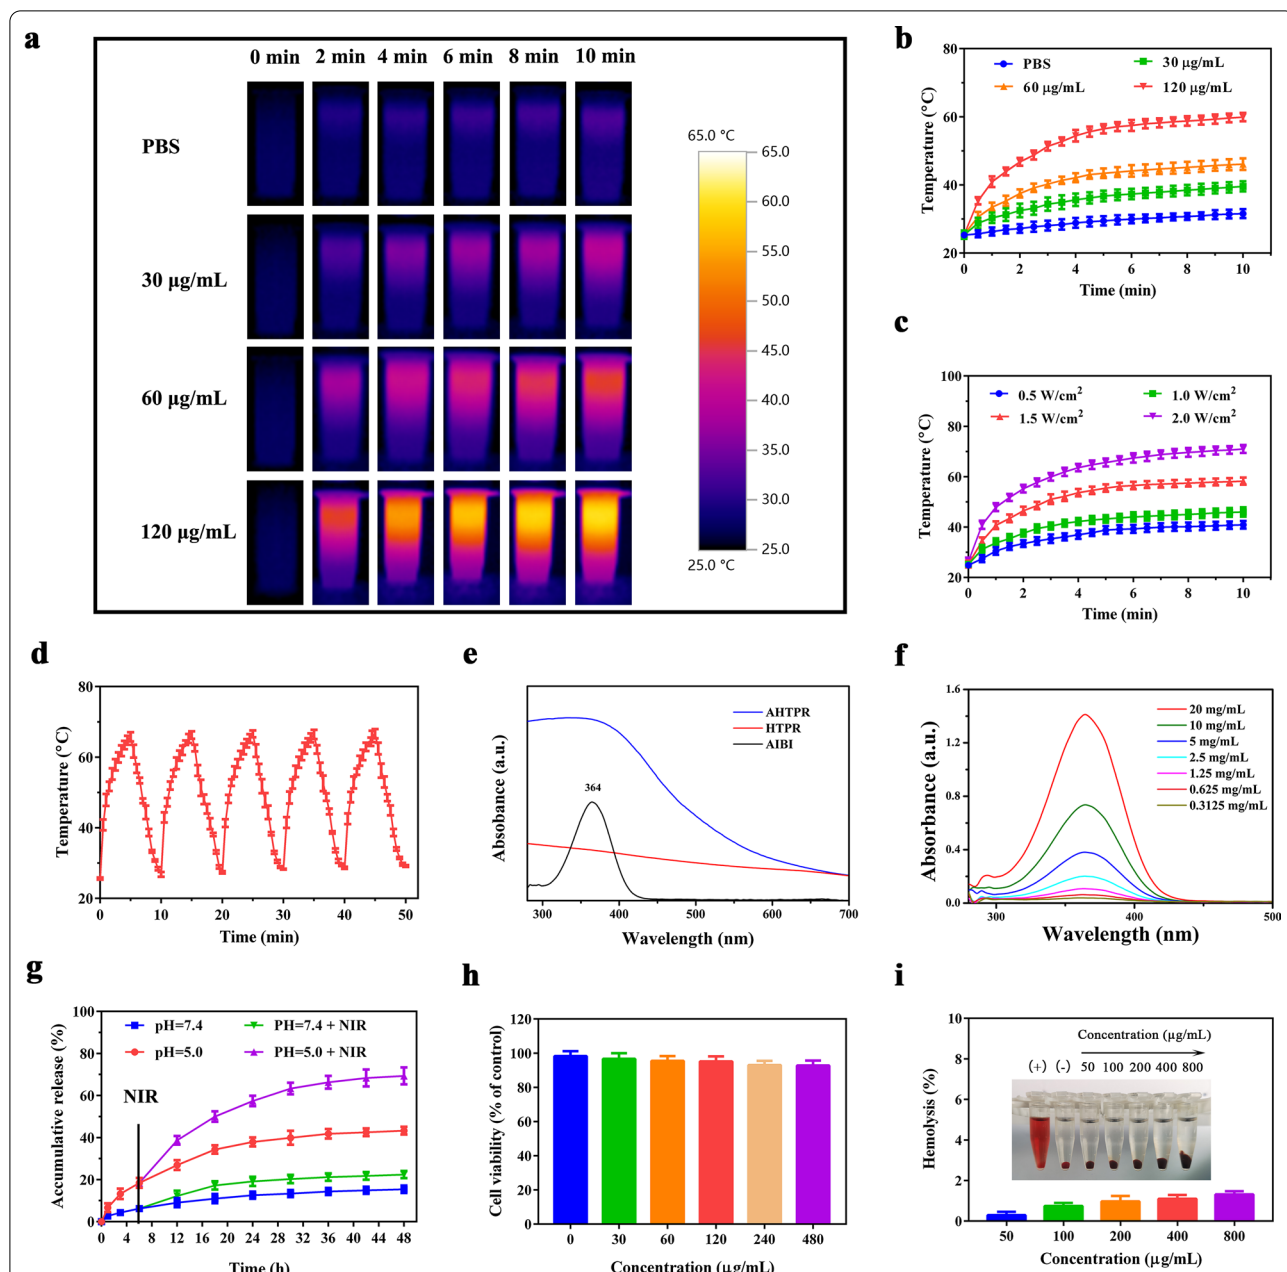 a
0 min 2 min 4 min 6 min 8 min 10 min
PBS
30 μg/mL
60 μg/mL
120 μg/mL
65.0 °C
65.0
60.0
55.0
50.0
45.0
40.0
35.0
30.0
25.0
25.0 °C
b
PBS 30 μg/mL
60 μg/mL 120 μg/mL
Temperature (°C)
80
60
40
20
0 2 4 6 8 10
Time (min)
c
0.5 W/cm² 1.0 W/cm²
1.5 W/cm² 2.0 W/cm²
Temperature (°C)
100
80
60
40
20
0 2 4 6 8 10
Time (min)
d
Temperature (°C)
80
60
40
20
0 10 20 30 40 50
Time (min)
e
AHTPR
HTPR
AIBI
364
Absobance (a.u.)
300 400 500 600 700
Wavelength (nm)
f
20 mg/mL
10 mg/mL
5 mg/mL
2.5 mg/mL
1.25 mg/mL
0.625 mg/mL
0.3125 mg/mL
Absorbance (a.u.)
1.6
1.2
0.8
0.4
0.0
300 400 500
Wavelength (nm)
g
pH=7.4 PH=7.4 + NIR
pH=5.0 PH=5.0 + NIR
NIR
Accumulative release (%)
100
80
60
40
20
0
0 4 8 12 16 20 24 28 32 36 40 44 48
Time (h)
h
Cell viability (% of control)
120
100
80
60
40
20
0
0 30 60 120 240 480
Concentration (μg/mL)
i
Hemolysis (%)
10
8
6
4
2
0
Concentration (μg/mL)
(+) (-) 50 100 200 400 800
50 100 200 400 800
Concentration (μg/mL)